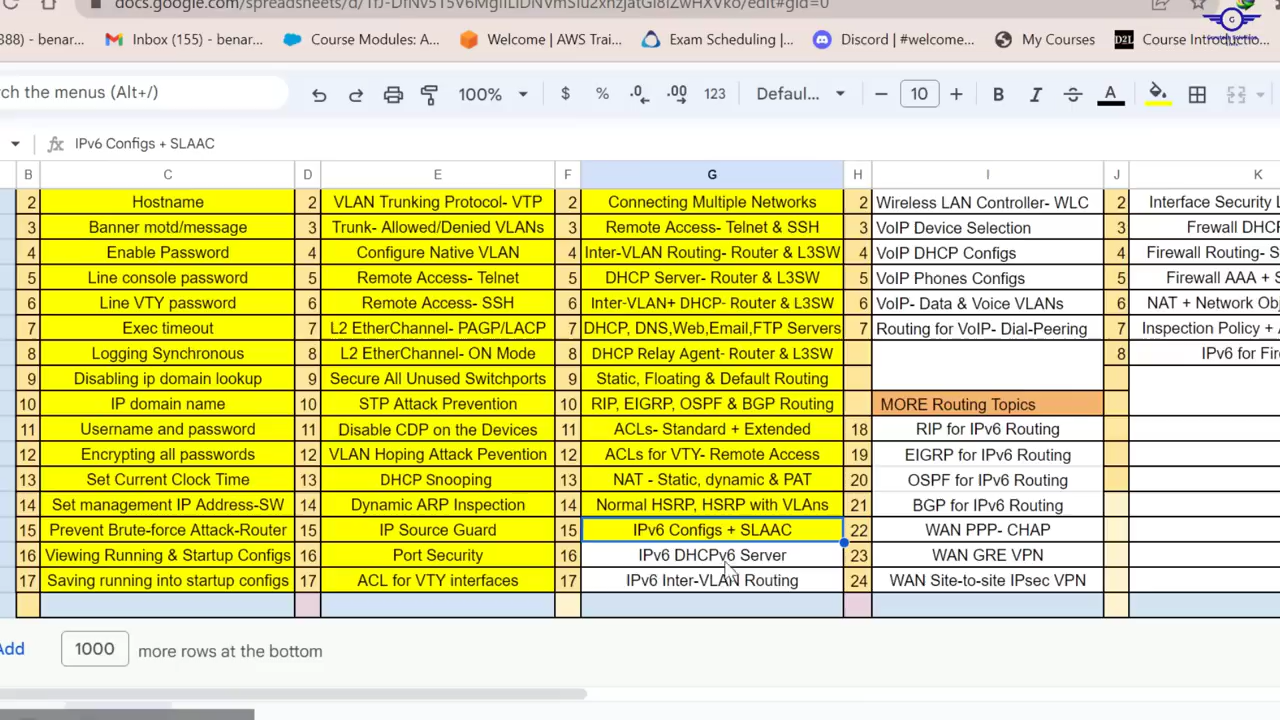 docs.google.com/spreadsheets/d/1fJ-DfNV5T5V6MgIlLlDNVmSlu2xhzjatGl8fZwHXVko/edit#gid=0
388) - benar...
Inbox (155) - benar...
Course Modules: A...
Welcome | AWS Trai...
Exam Scheduling |...
Discord | #welcome...
My Courses
D2L
Course Introductio...
ch the menus (Alt+/)
100%
$
%
.0
.00
123
Defaul...
10
B
I
A
fx
IPv6 Configs + SLAAC
B C D E F G H I J K
2 Hostname 2 VLAN Trunking Protocol- VTP 2 Connecting Multiple Networks 2 Wireless LAN Controller- WLC 2 Interface Security L
3 Banner motd/message 3 Trunk- Allowed/Denied VLANs 3 Remote Access- Telnet & SSH 3 VoIP Device Selection 3 Firewall DHCP
4 Enable Password 4 Configure Native VLAN 4 Inter-VLAN Routing- Router & L3SW 4 VoIP DHCP Configs 4 Firewall Routing- S
5 Line console password 5 Remote Access- Telnet 5 DHCP Server- Router & L3SW 5 VoIP Phones Configs 5 Firewall AAA + S
6 Line VTY password 6 Remote Access- SSH 6 Inter-VLAN+ DHCP- Router & L3SW 6 VoIP- Data & Voice VLANs 6 NAT + Network Obj
7 Exec timeout 7 L2 EtherChannel- PAGP/LACP 7 DHCP, DNS,Web,Email,FTP Servers 7 Routing for VoIP- Dial-Peering 7 Inspection Policy + A
8 Logging Synchronous 8 L2 EtherChannel- ON Mode 8 DHCP Relay Agent- Router & L3SW 8 IPv6 for Fire
9 Disabling ip domain lookup 9 Secure All Unused Switchports 9 Static, Floating & Default Routing
10 IP domain name 10 STP Attack Prevention 10 RIP, EIGRP, OSPF & BGP Routing MORE Routing Topics
11 Username and password 11 Disable CDP on the Devices 11 ACLs- Standard + Extended 18 RIP for IPv6 Routing
12 Encrypting all passwords 12 VLAN Hoping Attack Pevention 12 ACLs for VTY- Remote Access 19 EIGRP for IPv6 Routing
13 Set Current Clock Time 13 DHCP Snooping 13 NAT - Static, dynamic & PAT 20 OSPF for IPv6 Routing
14 Set management IP Address-SW 14 Dynamic ARP Inspection 14 Normal HSRP, HSRP with VLAns 21 BGP for IPv6 Routing
15 Prevent Brute-force Attack-Router 15 IP Source Guard 15 IPv6 Configs + SLAAC 22 WAN PPP- CHAP
16 Viewing Running & Startup Configs 16 Port Security 16 IPv6 DHCPv6 Server 23 WAN GRE VPN
17 Saving running into startup configs 17 ACL for VTY interfaces 17 IPv6 Inter-VLAN Routing 24 WAN Site-to-site IPsec VPN
Add 1000 more rows at the bottom